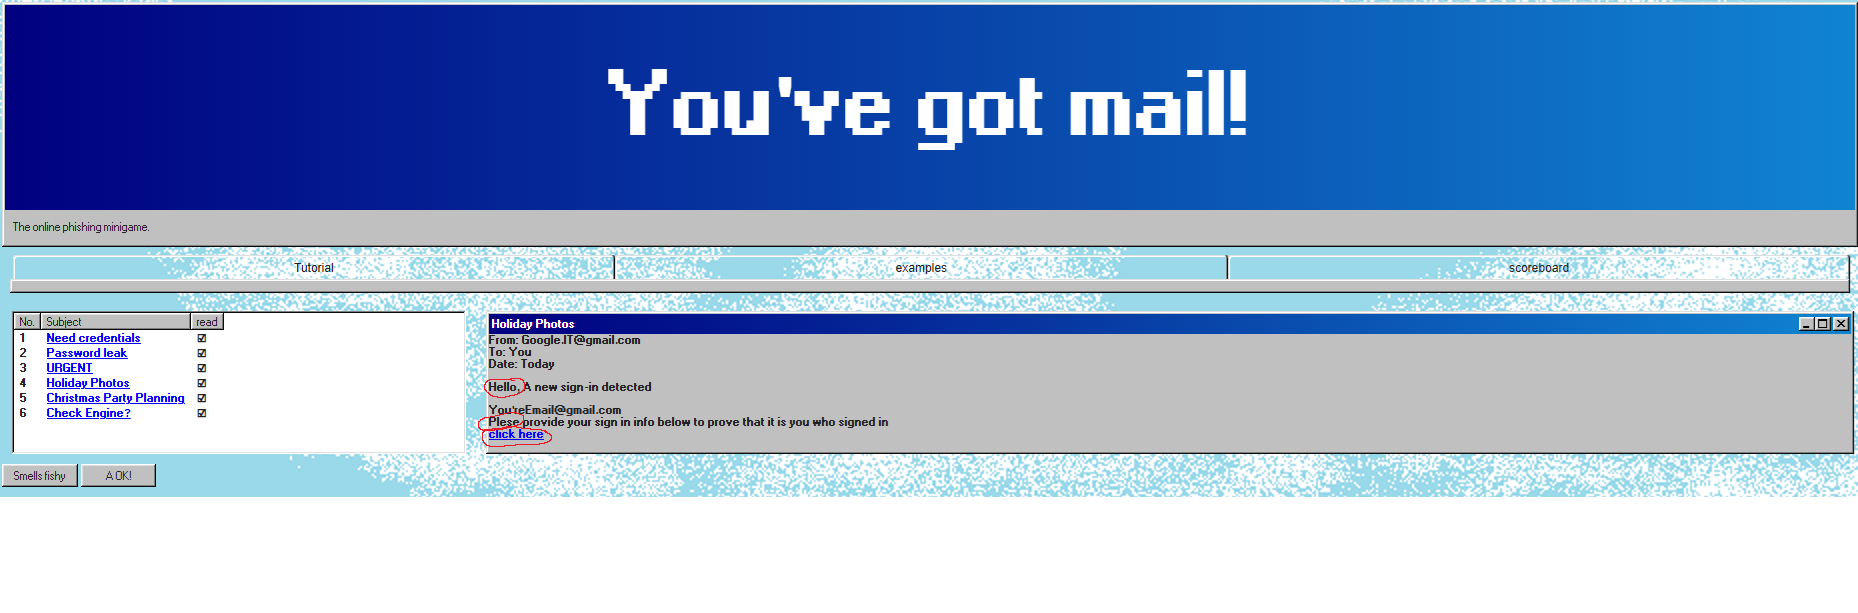 You've got mail!
The online phishing minigame.
Tutorial examples scoreboard
No. Subject read
1 Need credentials
2 Password leak
3 URGENT
4 Holiday Photos
5 Christmas Party Planning
6 Check Engine?
Smells fishy A OK!
Holiday Photos
From: Google.IT@gmail.com
To: You
Date: Today
Hello, A new sign-in detected
You'reEmail@gmail.com
Plese provide your sign in info below to prove that it is you who signed in
click here